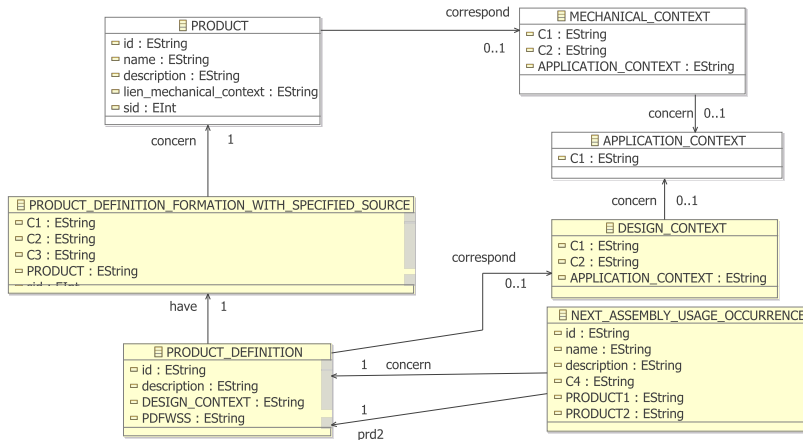 PRODUCT
id : EString
name : EString
description : EString
lien_mechanical_context : EString
sid : EInt
correspond
0..1
MECHANICAL_CONTEXT
C1 : EString
C2 : EString
APPLICATION_CONTEXT : EString
concern 0..1
APPLICATION_CONTEXT
C1 : EString
concern 1
PRODUCT_DEFINITION_FORMATION_WITH_SPECIFIED_SOURCE
C1 : EString
C2 : EString
C3 : EString
PRODUCT : EString
concern 0..1
DESIGN_CONTEXT
C1 : EString
C2 : EString
APPLICATION_CONTEXT : EString
correspond
0..1
have 1
PRODUCT_DEFINITION
id : EString
description : EString
DESIGN_CONTEXT : EString
PDFWSS : EString
1 concern
1
prd2
NEXT_ASSEMBLY_USAGE_OCCURRENCE
id : EString
name : EString
description : EString
C4 : EString
PRODUCT1 : EString
PRODUCT2 : EString